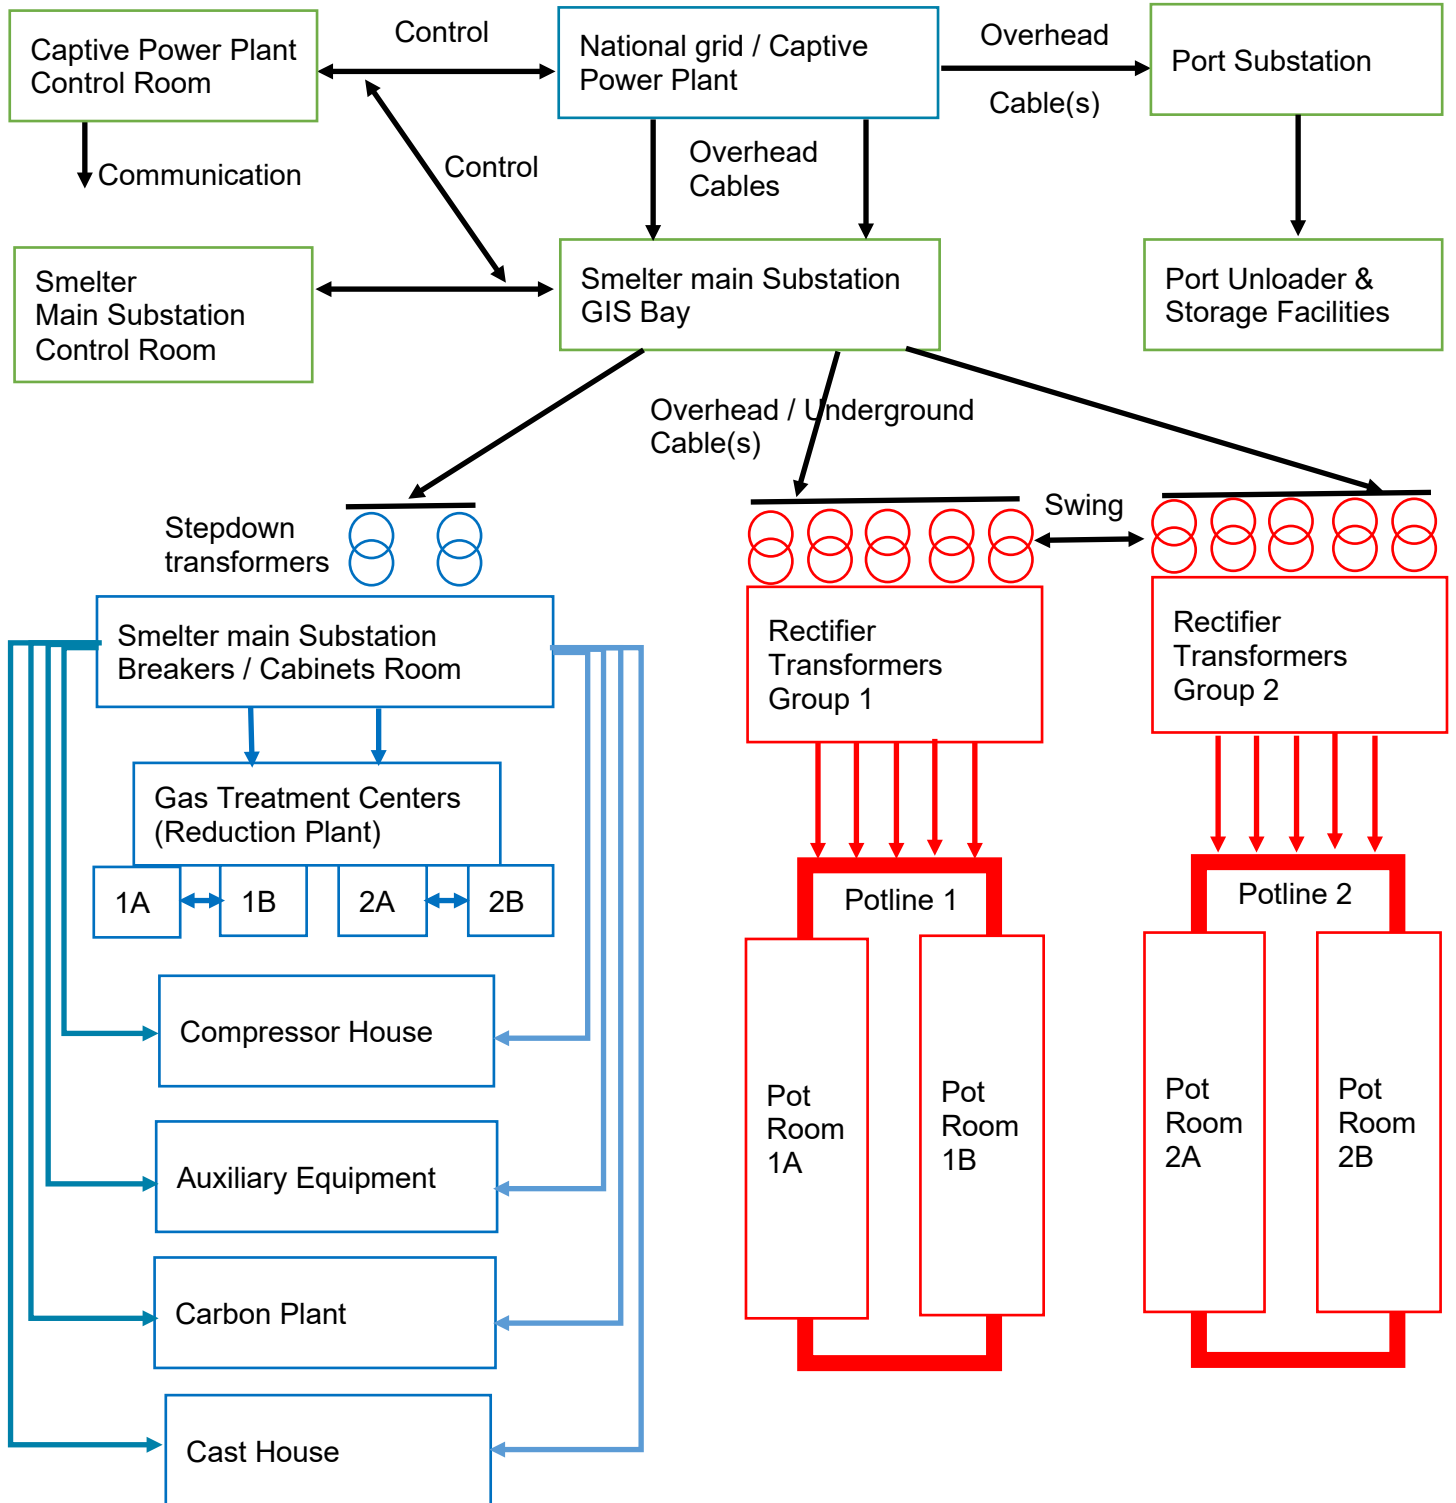 Captive Power Plant
Control Room
Control
National grid / Captive
Power Plant
Overhead
Cable(s)
Port Substation
Communication
Control
Overhead
Cables
Smelter
Main Substation
Control Room
Smelter main Substation
GIS Bay
Port Unloader &
Storage Facilities
Overhead / Underground
Cable(s)
Stepdown
transformers
Swing
Smelter main Substation
Breakers / Cabinets Room
Rectifier
Transformers
Group 1
Rectifier
Transformers
Group 2
Gas Treatment Centers
(Reduction Plant)
1A
1B
2A
2B
Potline 1
Potline 2
Compressor House
Auxiliary Equipment
Carbon Plant
Cast House
Pot
Room
1A
Pot
Room
1B
Pot
Room
2A
Pot
Room
2B